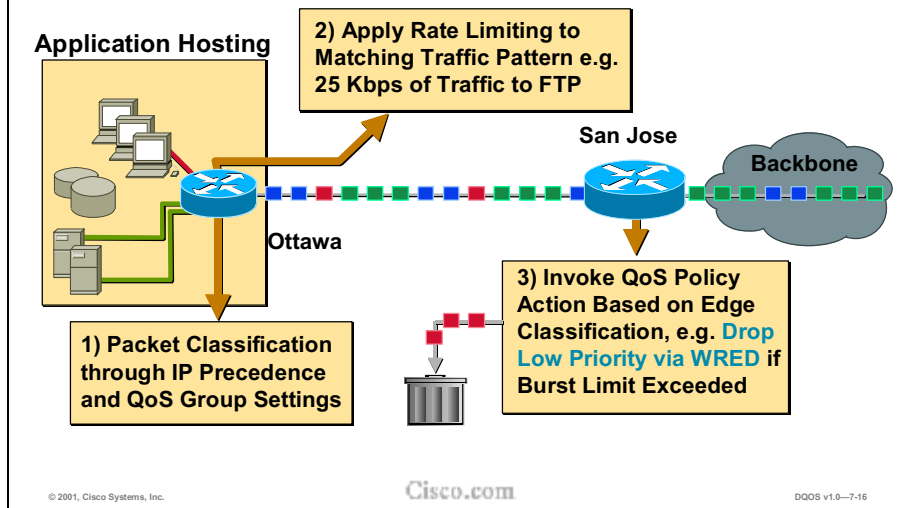 Application Hosting
2) Apply Rate Limiting to
Matching Traffic Pattern e.g.
25 Kbps of Traffic to FTP
San Jose
Backbone
Ottawa
1) Packet Classification
through IP Precedence
and QoS Group Settings
3) Invoke QoS Policy
Action Based on Edge
Classification, e.g. Drop
Low Priority via WRED if
Burst Limit Exceeded
© 2001, Cisco Systems, Inc.
Cisco.com
DQOS v1.0—7-16